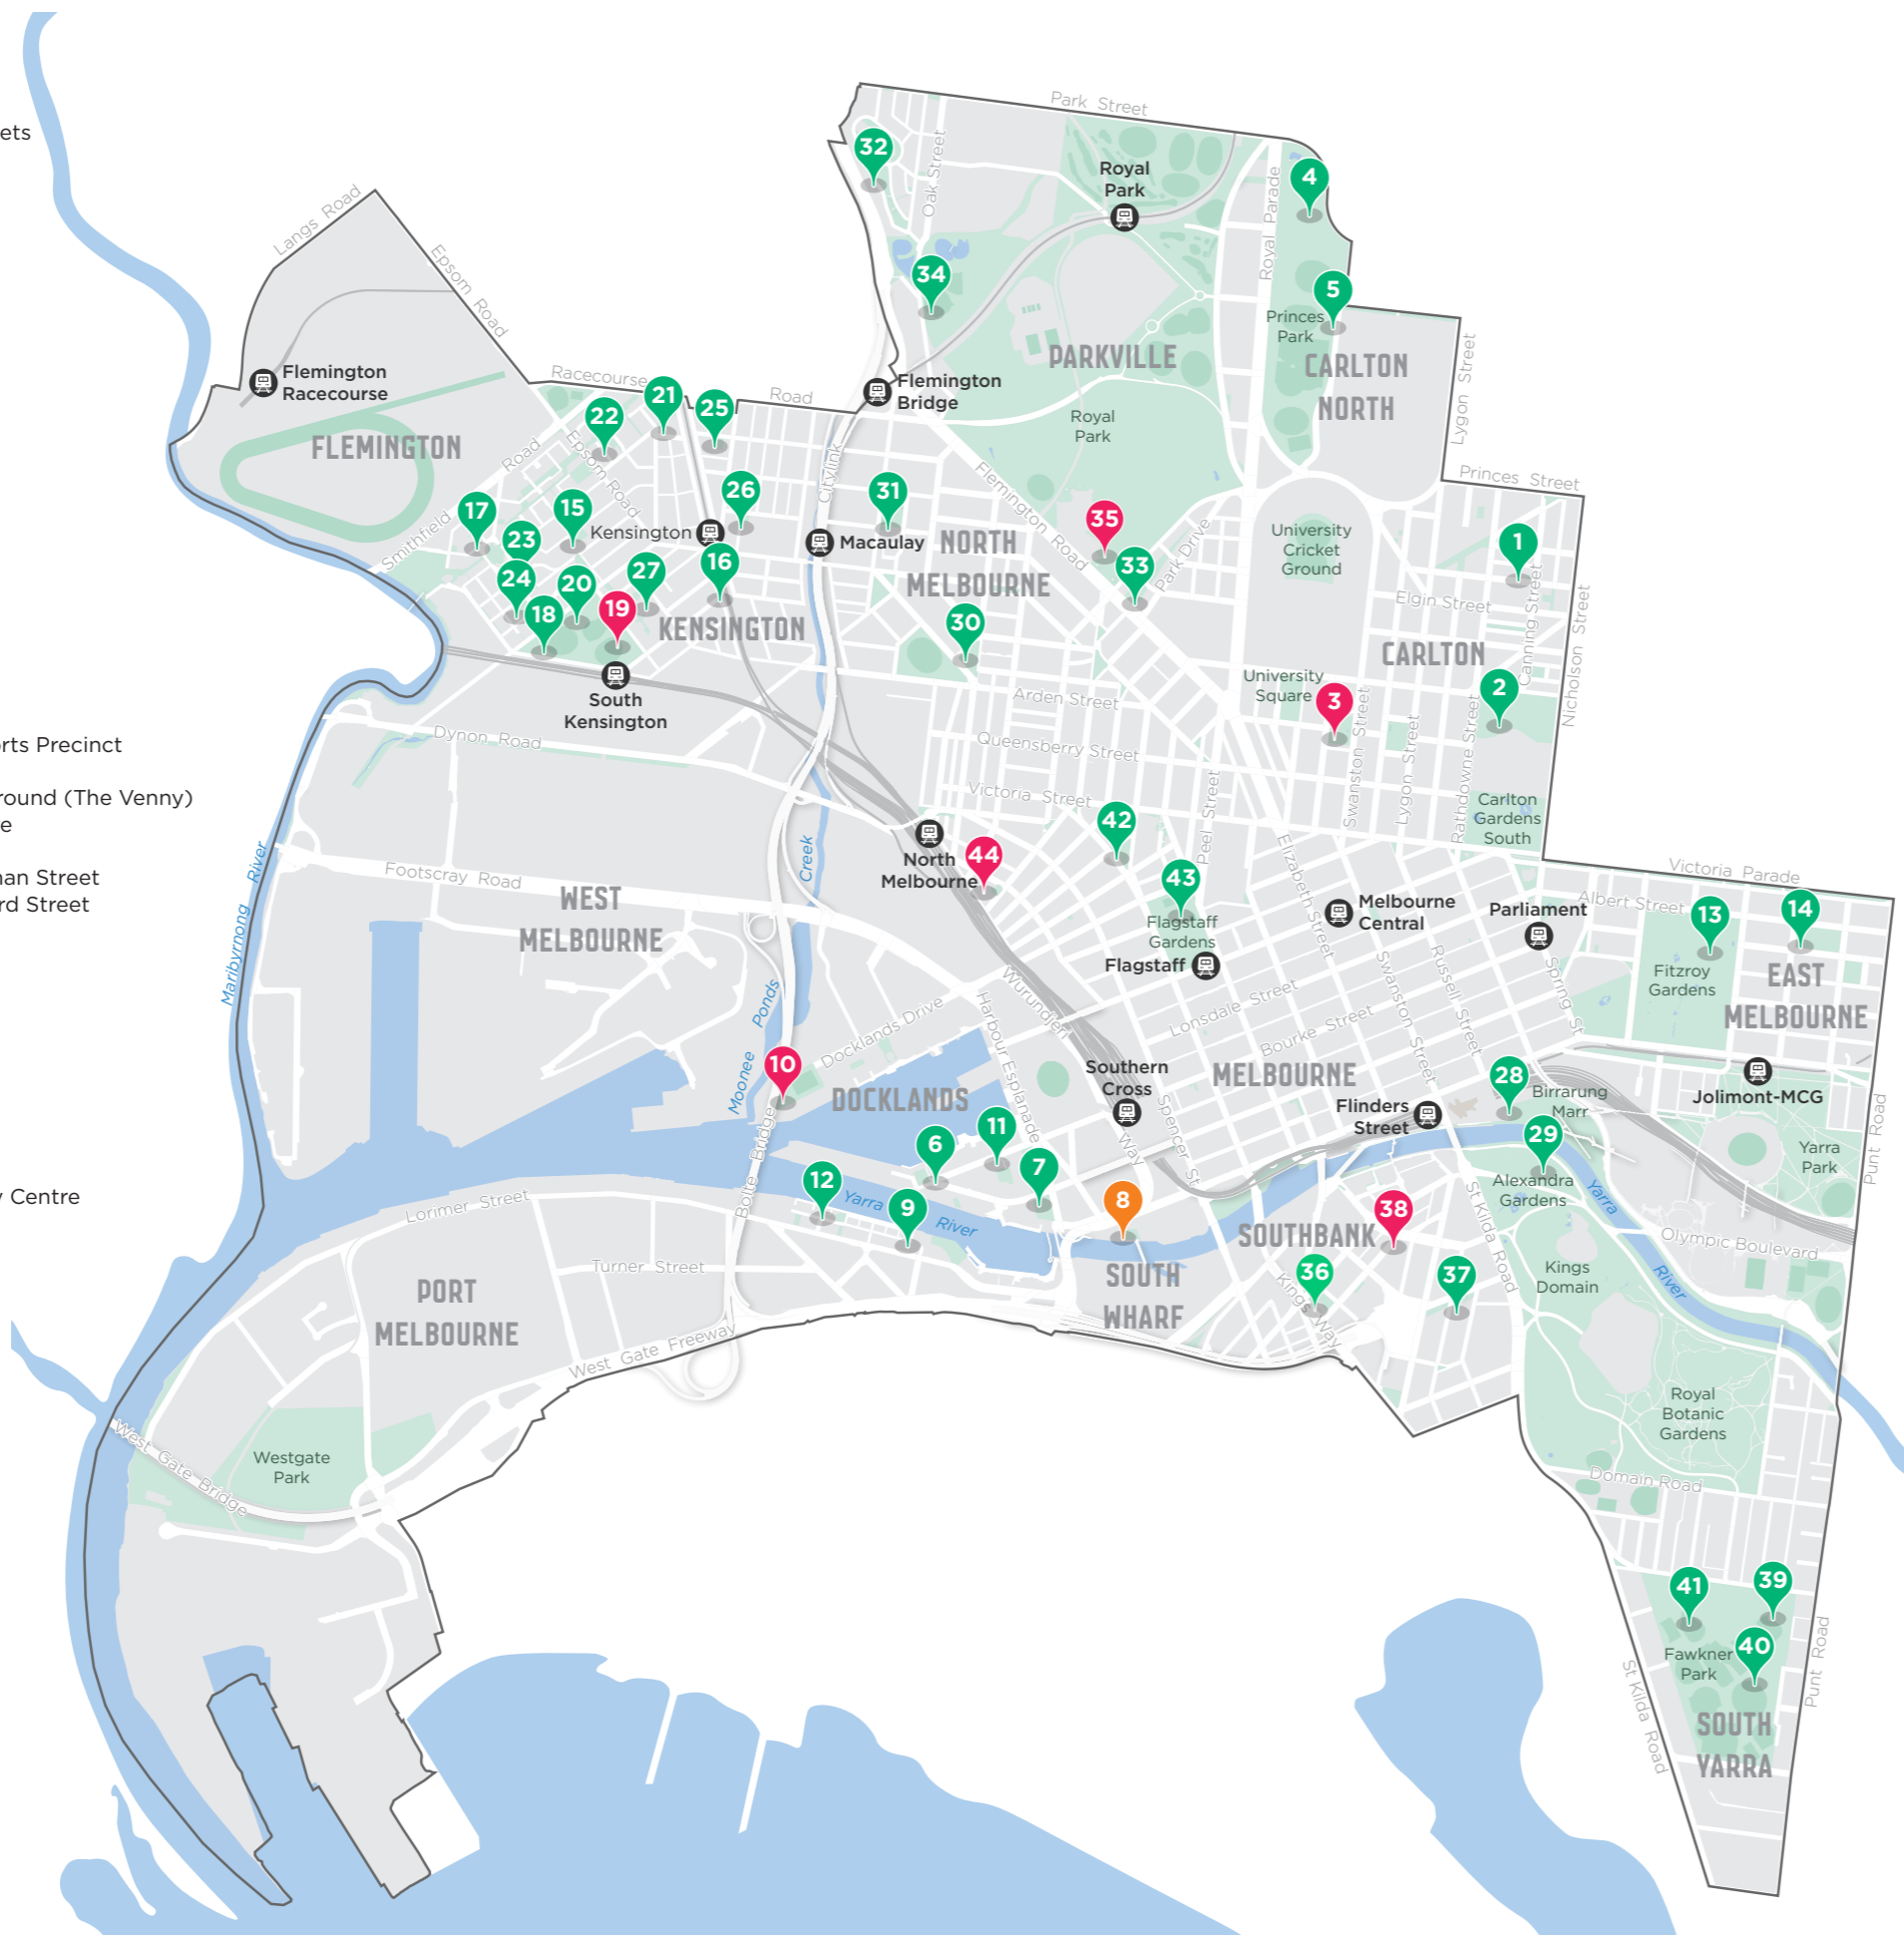 ets
rts Precinct
round (The Venny)
e
nan Street
rd Street
y Centre
Park Street
32
Oak Street
Royal
Park
Royal Parade
4
Langs Road
Epsom Road
34
5
Princes
Park
PARKVILLE
CARLTON
NORTH
Lygon Street
Flemington
Racecourse
Racecourse
Road
21
22
25
Flemington
Bridge
Royal
Park
FLEMINGTON
Road
Epsom Road
Citylink
Flemington Road
Princes Street
26
31
17
15
23
Smithfield
Kensington
Macaulay
NORTH
MELBOURNE
35
33
Park Drive
University
Cricket
Ground
1
24
20
27
16
18
19
KENSINGTON
30
Elgin Street
Canning Street
Nicholson Street
CARLTON
South
Kensington
Arden Street
University
Square
3
2
Dynon Road
Queensberry Street
Swanston Street
Lygon Street
Rathdowne Street
Victoria Street
Peel Street
Carlton
Gardens
South
Creek
42
North
Melbourne
44
43
Elizabeth Street
Victoria Parade
Maribyrnong River
Footscray Road
WEST
MELBOURNE
Flagstaff
Gardens
Flagstaff
Melbourne
Central
Parliament
Albert Street
13
14
Fitzroy
Gardens
EAST
MELBOURNE
Moonee Ponds
Docklands Drive
Harbour Esplanade
Wurundjeri
Way
Lonsdale Street
Bourke Street
Swanston Street
Russell Street
Spring St
10
DOCKLANDS
Southern
Cross
MELBOURNE
Spencer St
Flinders
Street
28
Birrarung
Marr
Jolimont-MCG
Yarra
Park
Punt Road
11
6
7
12
9
8
29
Alexandra
Gardens
Yarra
River
Bolte Bridge
Yarra
River
Lorimer Street
Turner Street
SOUTHBANK
38
36
37
Kings Way
St Kilda Road
Kings
Domain
Olympic Boulevard
SOUTH
WHARF
PORT
MELBOURNE
West Gate Freeway
Westgate
Park
West Gate Bridge
Royal
Botanic
Gardens
Domain Road
41
39
40
Fawkner
Park
SOUTH
YARRA
St Kilda Road
Punt Road